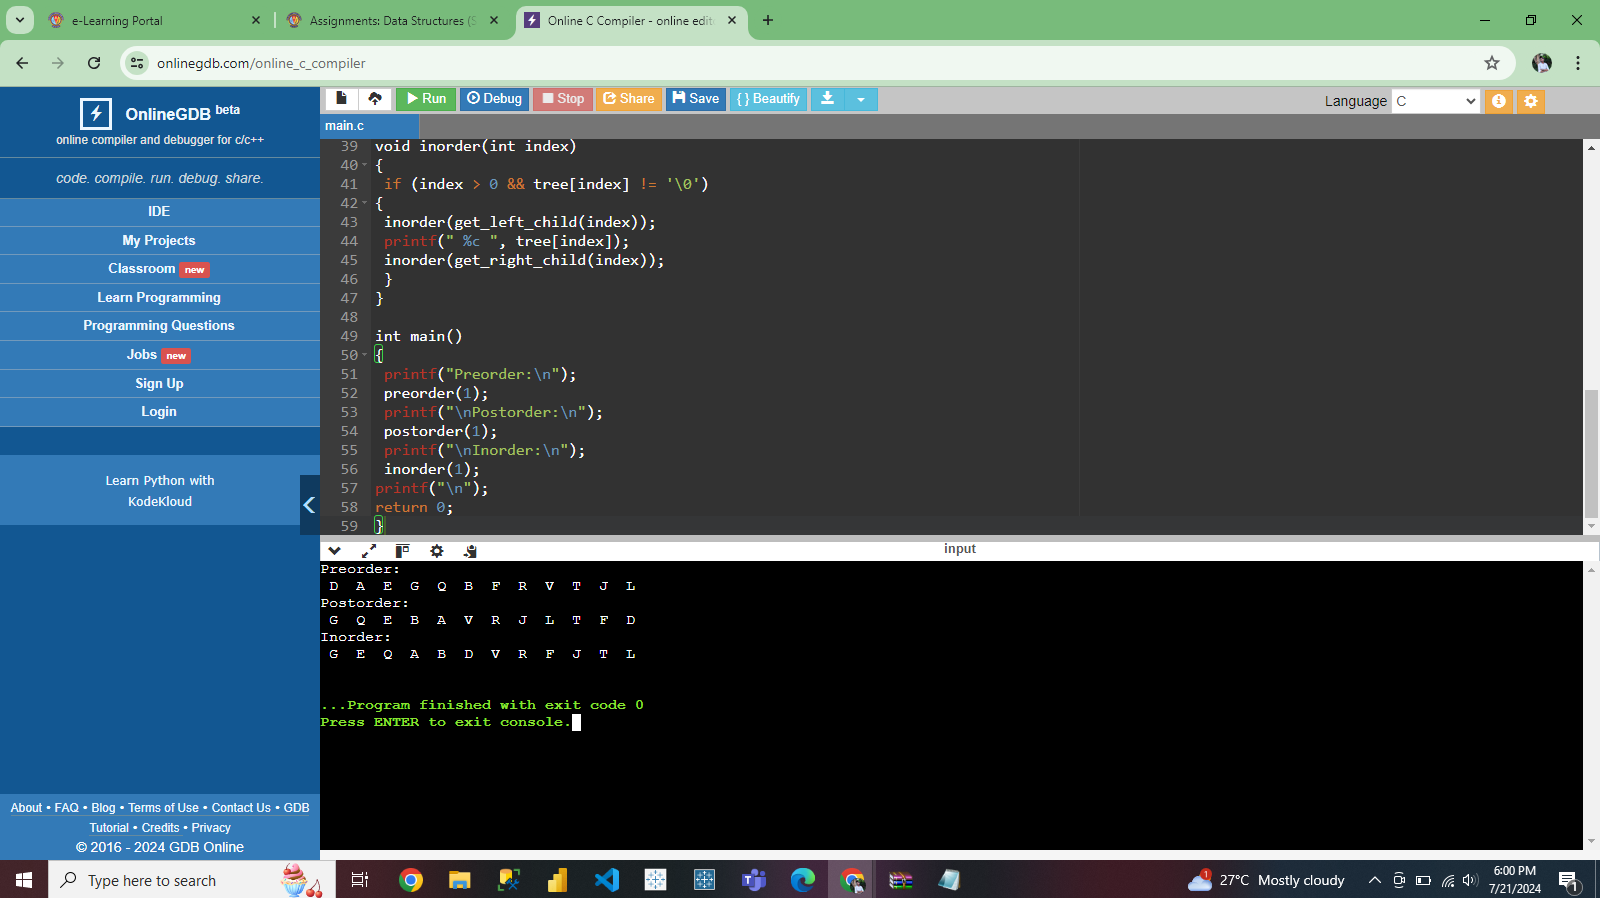 e-Learning Portal
Assignments: Data Structures (S
Online C Compiler - online edit
onlinegdb.com/online_c_compiler
OnlineGDB beta
online compiler and debugger for c/c++
code. compile. run. debug. share.
IDE
My Projects
Classroom new
Learn Programming
Programming Questions
Jobs new
Sign Up
Login
Learn Python with
KodeKloud
About • FAQ • Blog • Terms of Use • Contact Us • GDB
Tutorial • Credits • Privacy
© 2016 - 2024 GDB Online
Run Debug Stop Share Save { } Beautify
Language C
main.c
39 void inorder(int index)
40 {
41 if (index > 0 && tree[index] != '\0')
42 {
43 inorder(get_left_child(index));
44 printf(" %c ", tree[index]);
45 inorder(get_right_child(index));
46 }
47 }
48
49 int main()
50 {
51 printf("Preorder:\n");
52 preorder(1);
53 printf("\nPostorder:\n");
54 postorder(1);
55 printf("\nInorder:\n");
56 inorder(1);
57 printf("\n");
58 return 0;
59 }
input
Preorder:
D A E G Q B F R V T J L
Postorder:
G Q E B A V R J L T F D
Inorder:
G E Q A B D V R F J T L
...Program finished with exit code 0
Press ENTER to exit console.
Type here to search
1
27°C Mostly cloudy
6:00 PM
7/21/2024
1